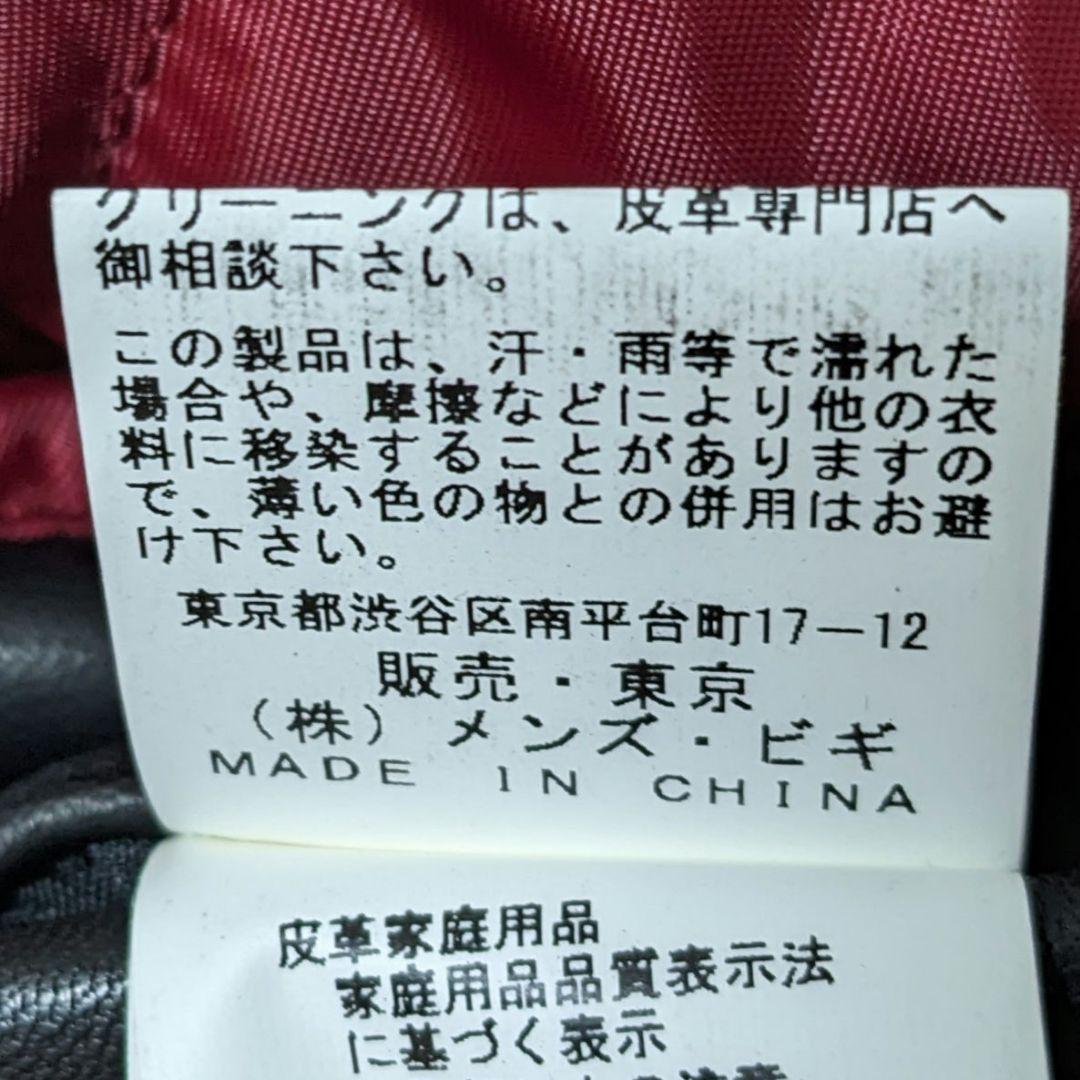 クリーニングは、皮革専門店へ
御相談下さい。
この製品は、汗・雨等で濡れた
場合や、摩擦などにより他の衣
料に移染することがありますの
で、薄い色の物との併用はお避
け下さい。
東京都渋谷区南平台町17－12
販売・東京
（株）メンズ・ビギ
MADE IN CHINA
皮革家庭用品
家庭用品品質表示法
に基づく表示